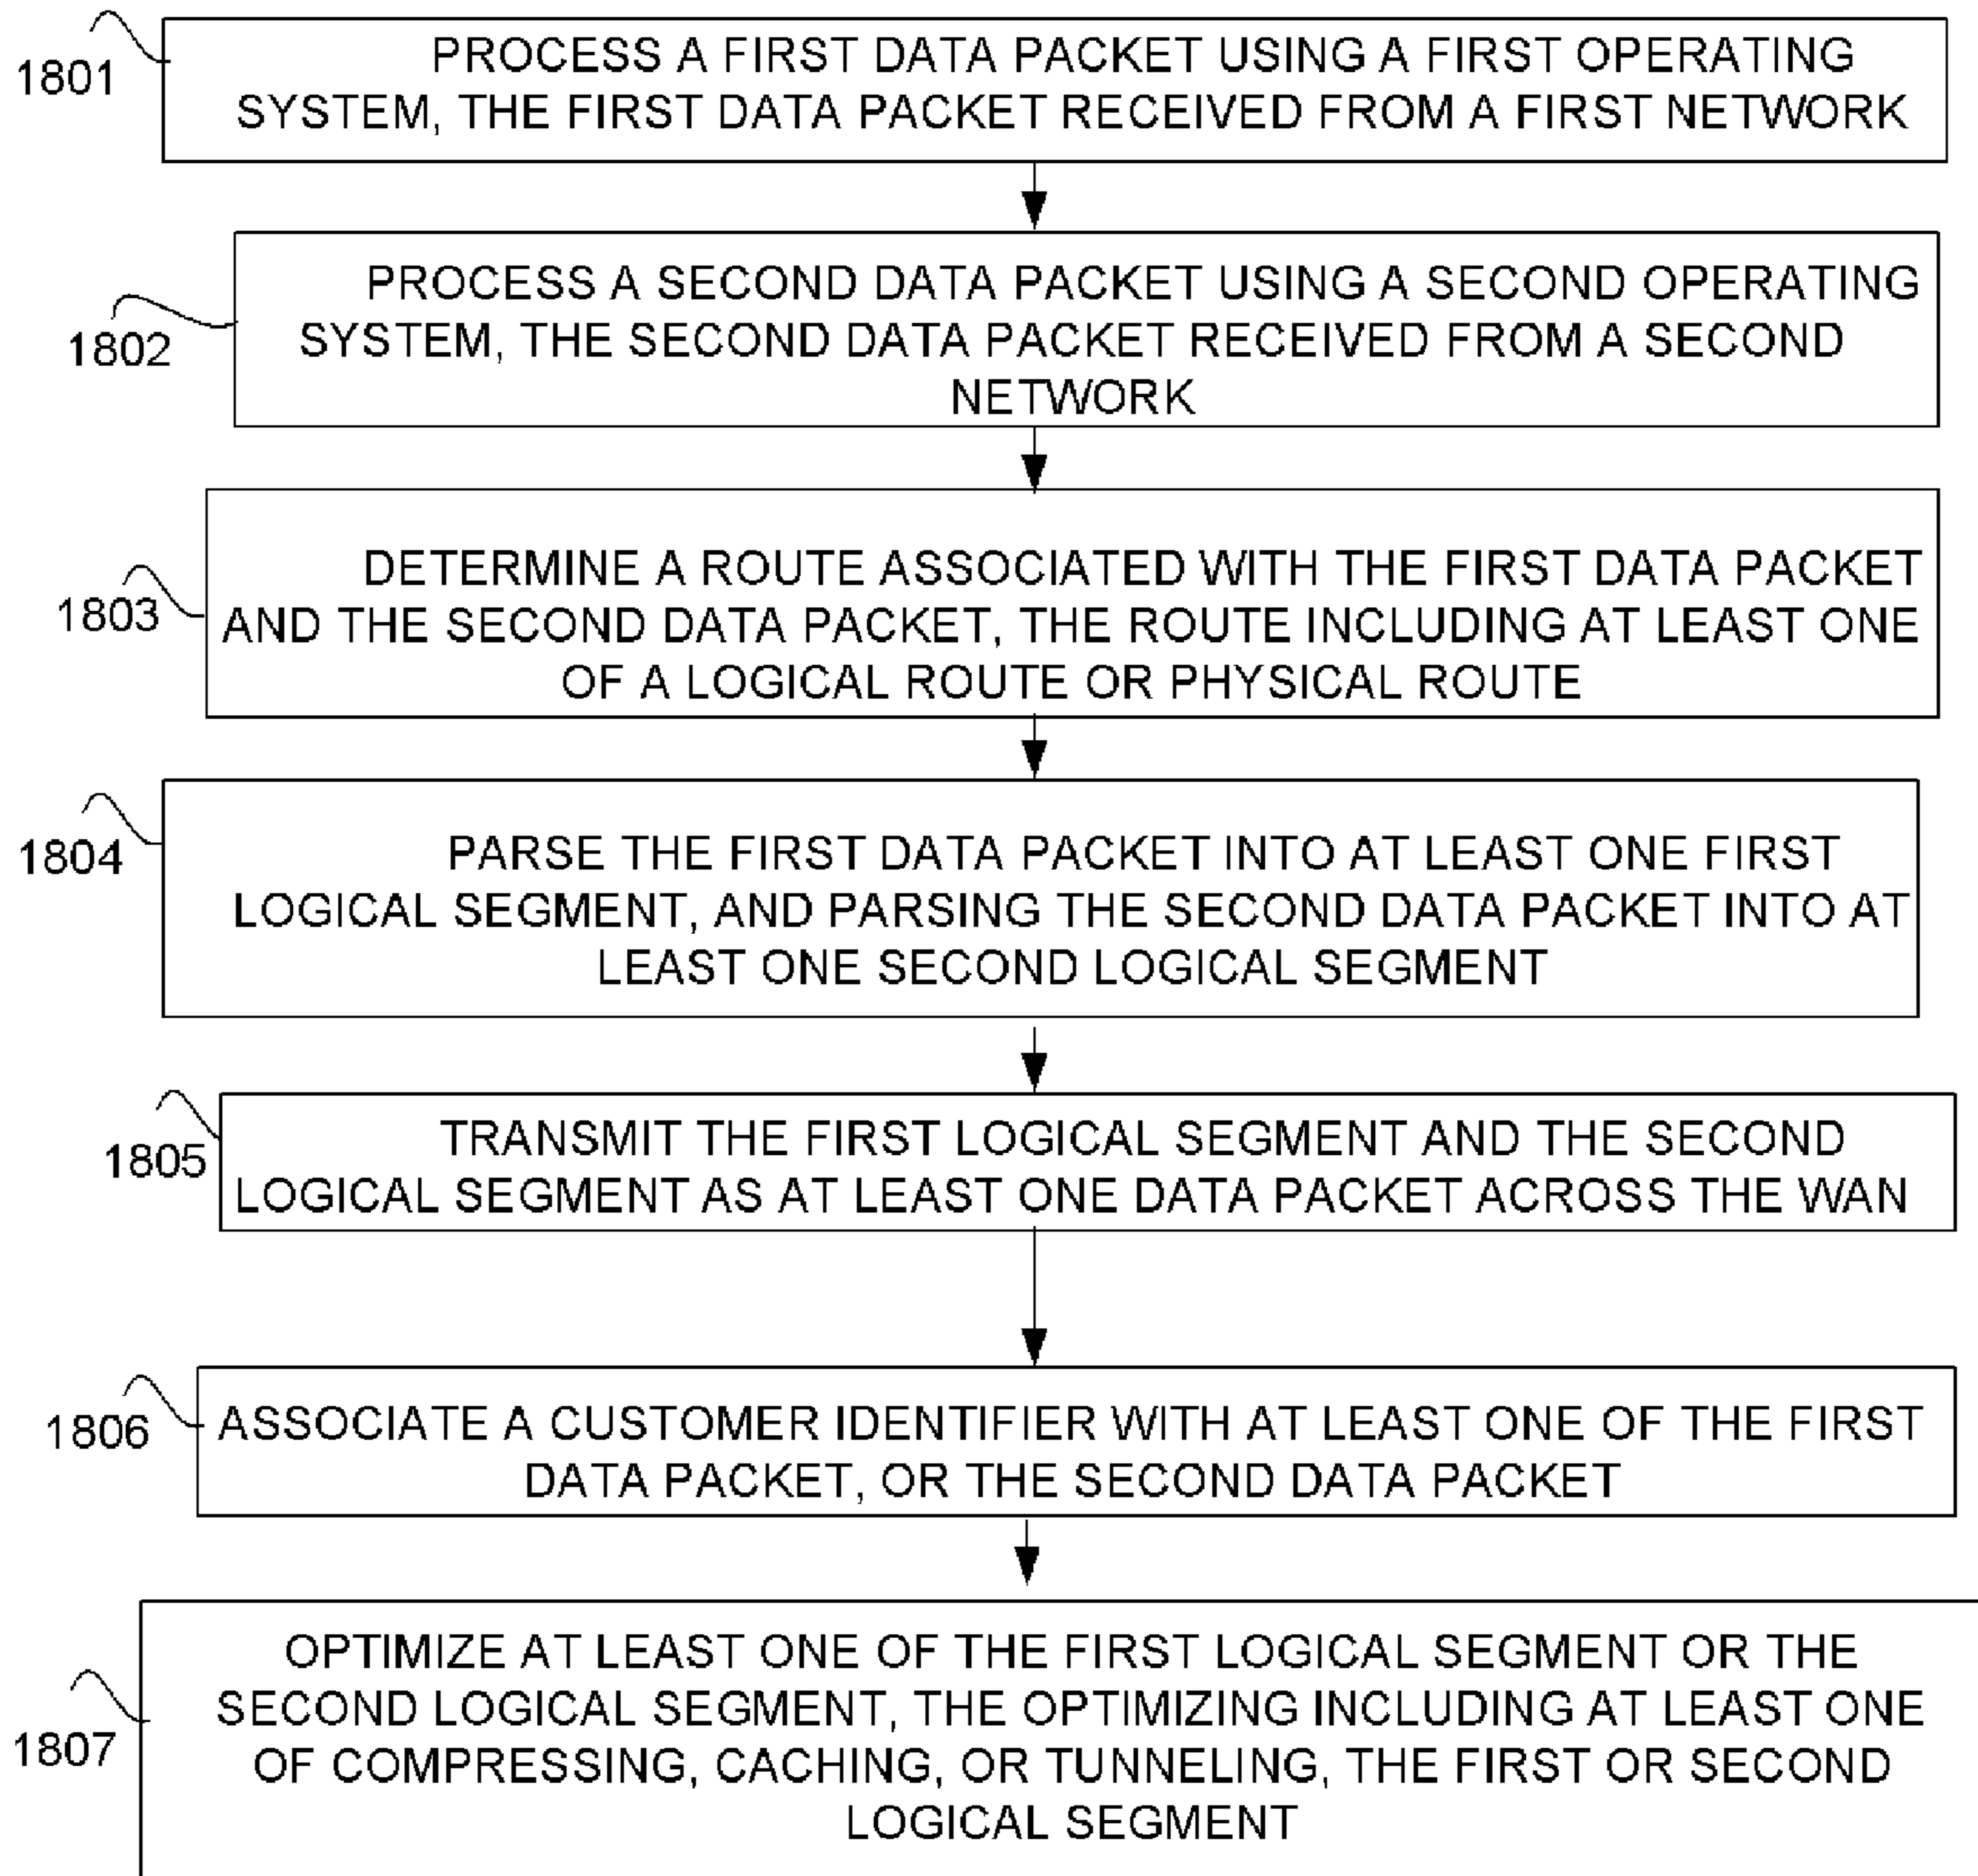 1801
PROCESS A FIRST DATA PACKET USING A FIRST OPERATING
SYSTEM, THE FIRST DATA PACKET RECEIVED FROM A FIRST NETWORK
1802
PROCESS A SECOND DATA PACKET USING A SECOND OPERATING
SYSTEM, THE SECOND DATA PACKET RECEIVED FROM A SECOND
NETWORK
1803
DETERMINE A ROUTE ASSOCIATED WITH THE FIRST DATA PACKET
AND THE SECOND DATA PACKET, THE ROUTE INCLUDING AT LEAST ONE
OF A LOGICAL ROUTE OR PHYSICAL ROUTE
1804
PARSE THE FIRST DATA PACKET INTO AT LEAST ONE FIRST
LOGICAL SEGMENT, AND PARSING THE SECOND DATA PACKET INTO AT
LEAST ONE SECOND LOGICAL SEGMENT
1805
TRANSMIT THE FIRST LOGICAL SEGMENT AND THE SECOND
LOGICAL SEGMENT AS AT LEAST ONE DATA PACKET ACROSS THE WAN
1806
ASSOCIATE A CUSTOMER IDENTIFIER WITH AT LEAST ONE OF THE FIRST
DATA PACKET, OR THE SECOND DATA PACKET
1807
OPTIMIZE AT LEAST ONE OF THE FIRST LOGICAL SEGMENT OR THE
SECOND LOGICAL SEGMENT, THE OPTIMIZING INCLUDING AT LEAST ONE
OF COMPRESSING, CACHING, OR TUNNELING, THE FIRST OR SECOND
LOGICAL SEGMENT